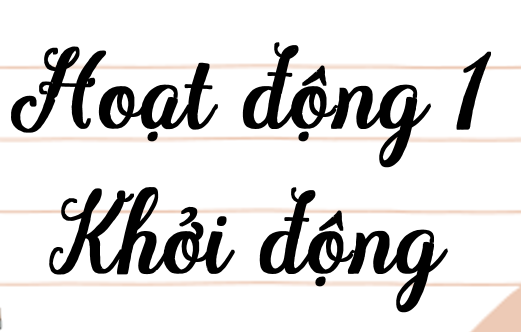 Hoạt động 1
Khởi động